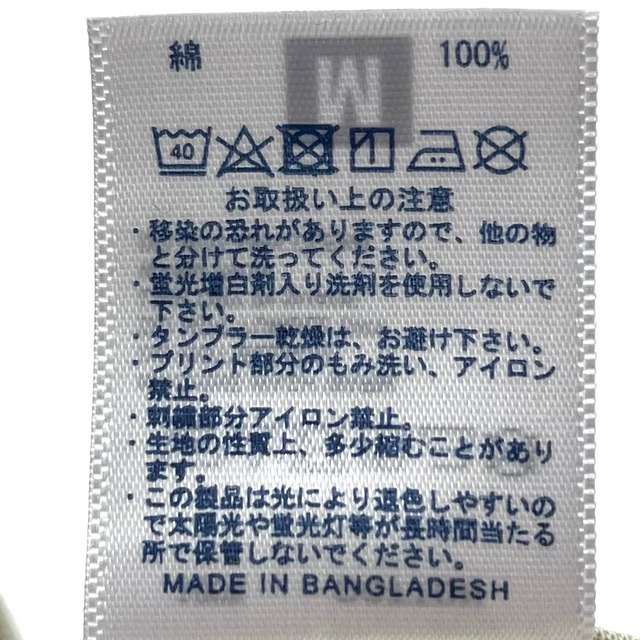 綿 M 100%
40
お取扱い上の注意
・移染の恐れがありますので、他の物
と分けて洗ってください。
・蛍光増白剤入り洗剤を使用しないで
下さい。
・タンブラー乾燥は、お避け下さい。
・プリント部分のもみ洗い、アイロン
禁止。
・刺繍部分アイロン禁止。
・生地の性質上、多少縮むことがあり
ます。
・この製品は光により退色しやすいの
で太陽光や蛍光灯等が長時間当たる
所で保管しないでください。
MADE IN BANGLADESH